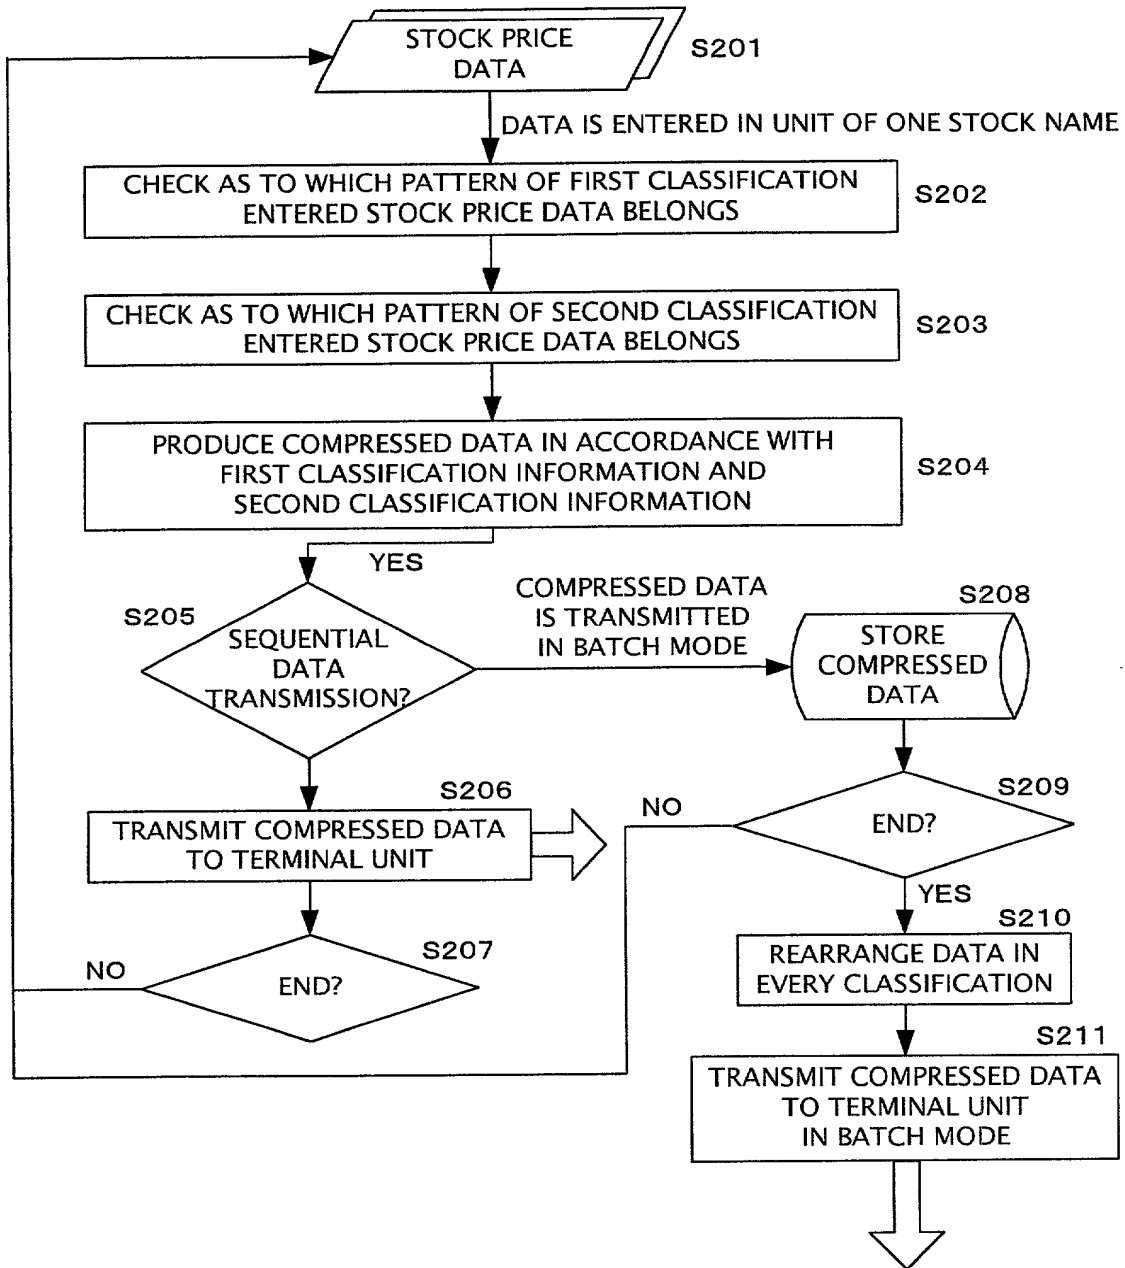 STOCK PRICE
DATA
S201
DATA IS ENTERED IN UNIT OF ONE STOCK NAME
CHECK AS TO WHICH PATTERN OF FIRST CLASSIFICATION
ENTERED STOCK PRICE DATA BELONGS
S202
CHECK AS TO WHICH PATTERN OF SECOND CLASSIFICATION
ENTERED STOCK PRICE DATA BELONGS
S203
PRODUCE COMPRESSED DATA IN ACCORDANCE WITH
FIRST CLASSIFICATION INFORMATION AND
SECOND CLASSIFICATION INFORMATION
S204
YES
S205
SEQUENTIAL
DATA
TRANSMISSION?
COMPRESSED DATA
IS TRANSMITTED
IN BATCH MODE
S208
STORE
COMPRESSED
DATA
S206
TRANSMIT COMPRESSED DATA
TO TERMINAL UNIT
S207
END?
NO
S209
END?
NO
YES
S210
REARRANGE DATA IN
EVERY CLASSIFICATION
S211
TRANSMIT COMPRESSED DATA
TO TERMINAL UNIT
IN BATCH MODE